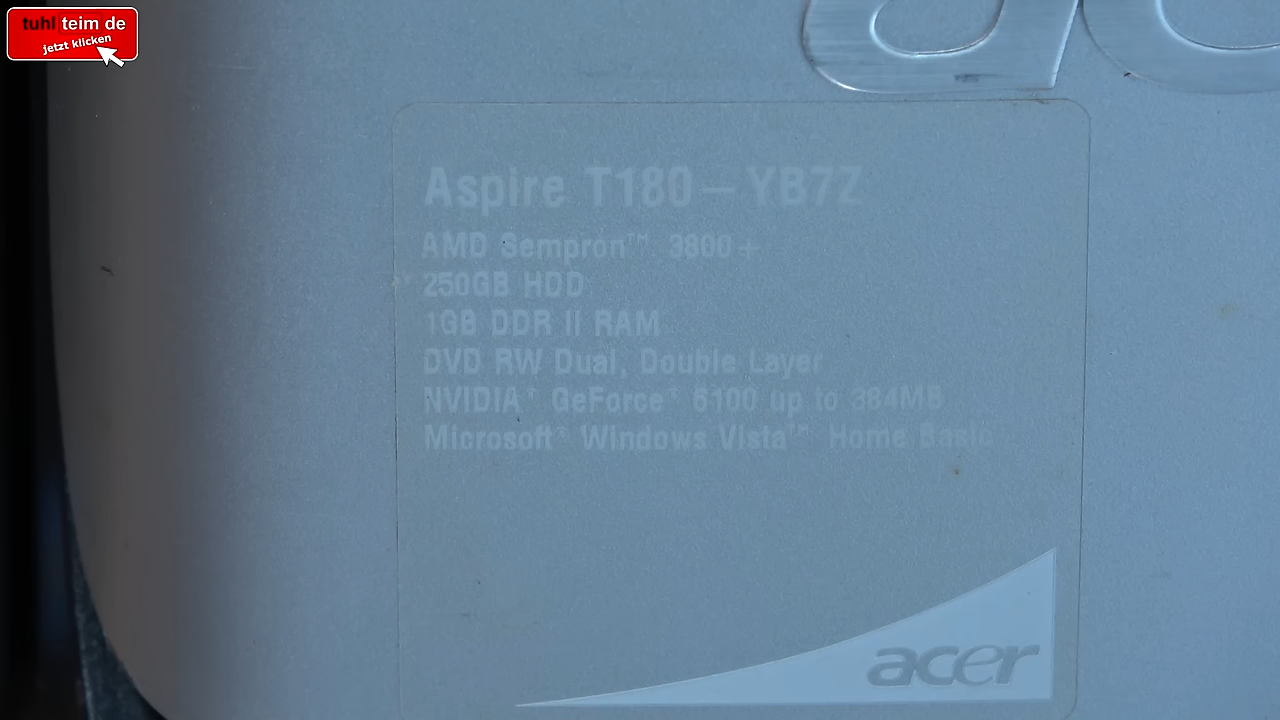 tuhl teim de
jetzt klicken
Aspire T180 – YB7Z
AMD Sempron™ 3800+
250GB HDD
1GB DDR II RAM
DVD RW Dual, Double Layer
NVIDIA® GeForce® 6100 up to 384MB
Microsoft® Windows Vista™ Home Basic
acer